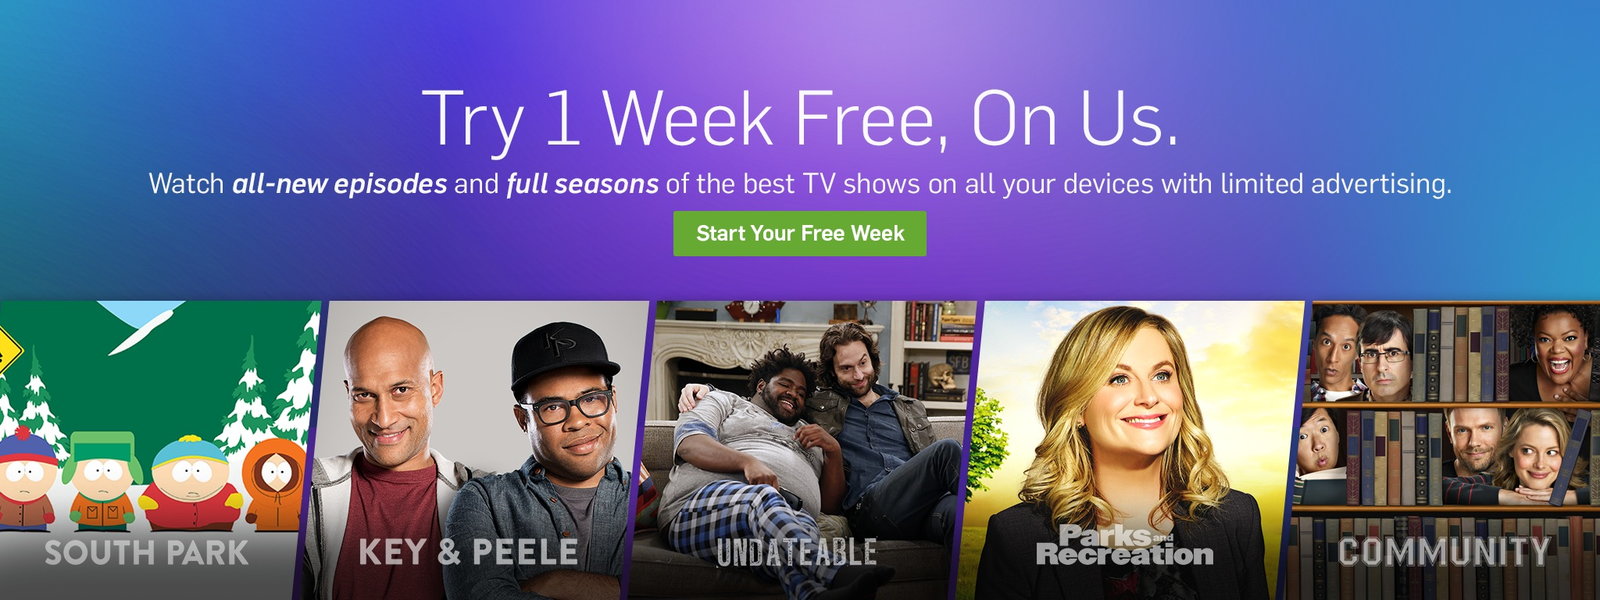 Try 1 Week Free, On Us.
Watch all-new episodes and full seasons of the best TV shows on all your devices with limited advertising.
Start Your Free Week
KP
SOUTH PARK
KEY & PEELE
UNDATEABLE
Parks and
Recreation
COMMUNITY